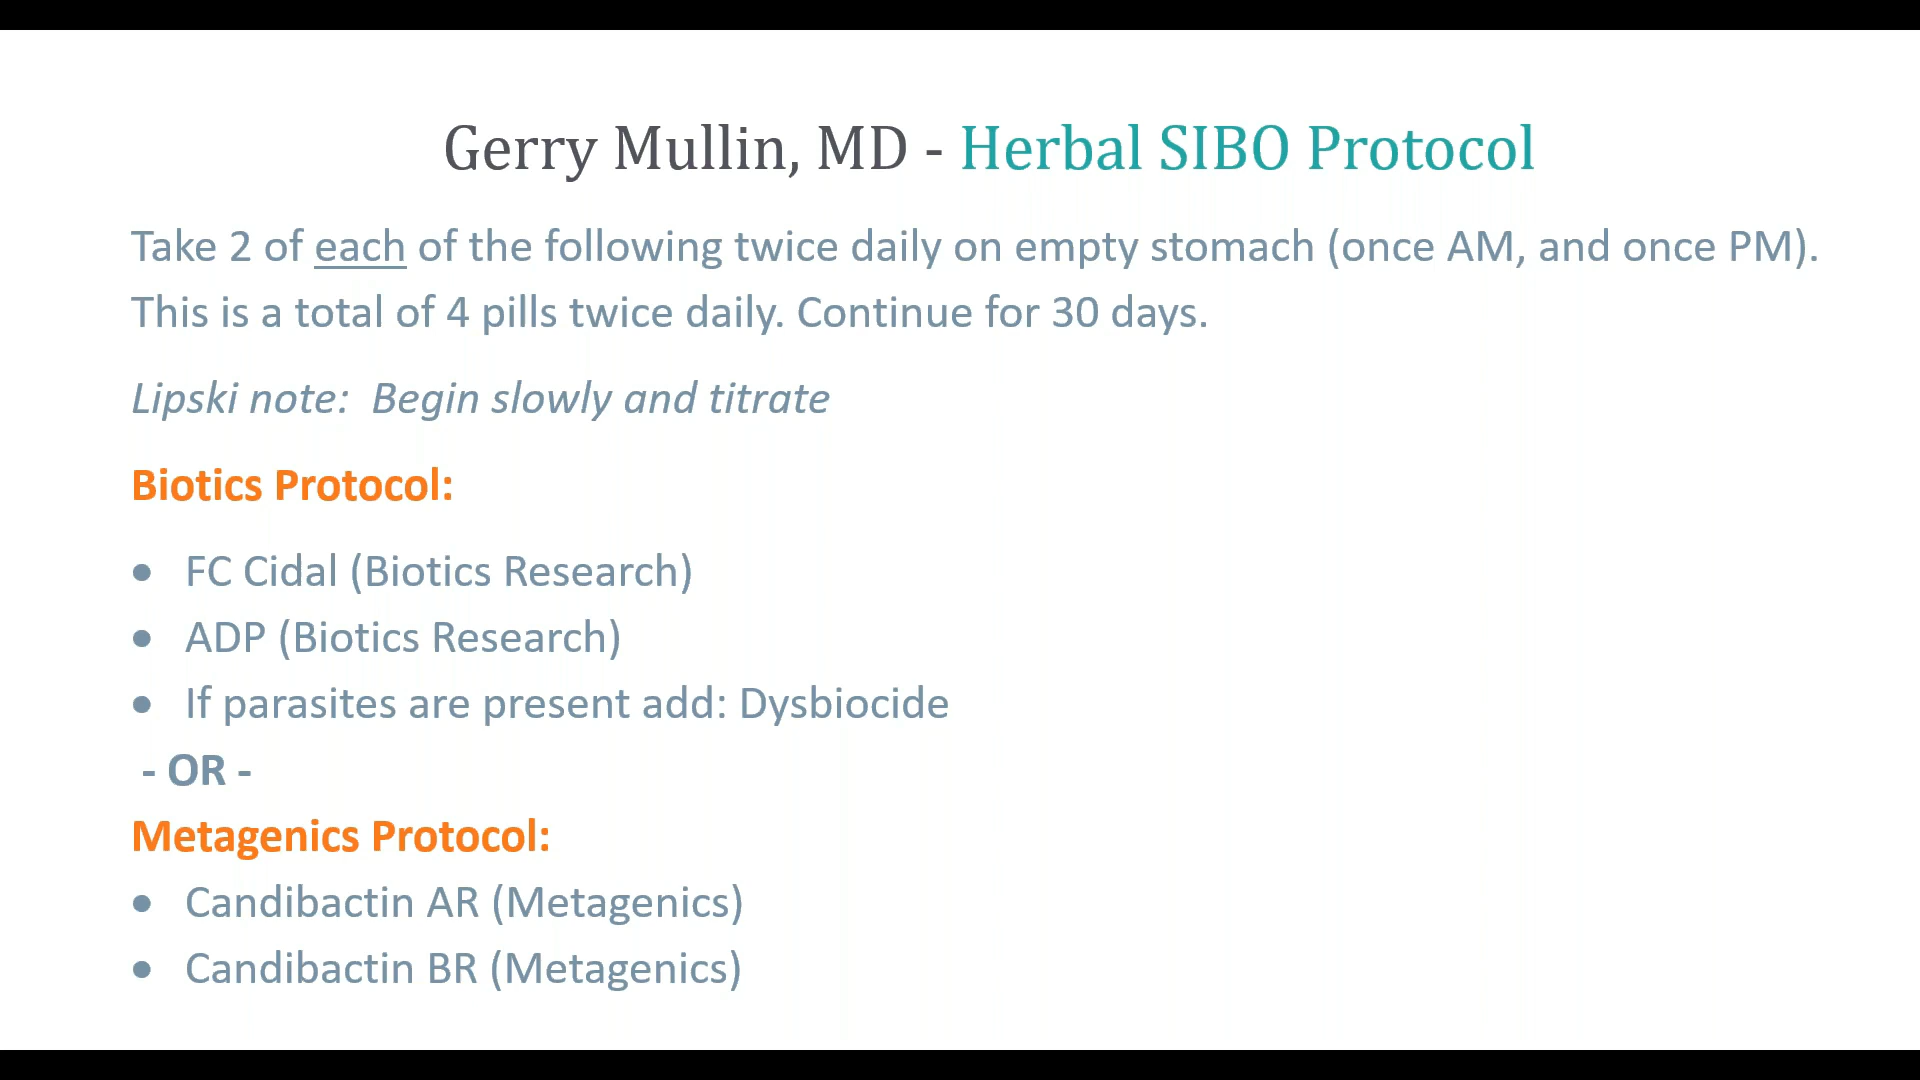 Gerry Mullin, MD - Herbal SIBO Protocol
Take 2 of each of the following twice daily on empty stomach (once AM, and once PM).
This is a total of 4 pills twice daily. Continue for 30 days.
Lipski note:  Begin slowly and titrate
Biotics Protocol:
● FC Cidal (Biotics Research)
● ADP (Biotics Research)
● If parasites are present add: Dysbiocide
- OR -
Metagenics Protocol:
● Candibactin AR (Metagenics)
● Candibactin BR (Metagenics)